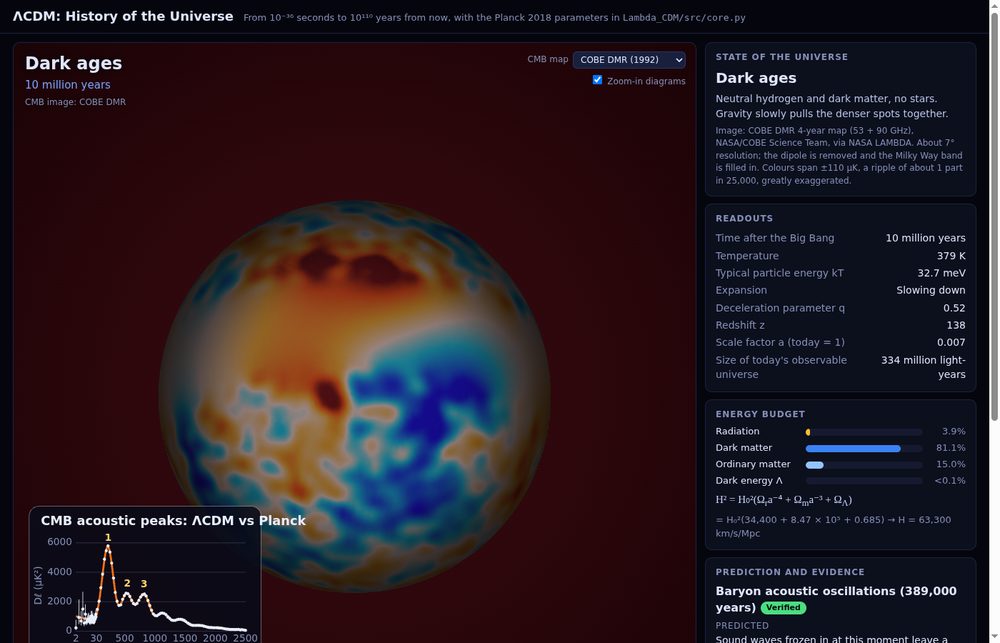 ΛCDM: History of the Universe From 10⁻³⁶ seconds to 10¹¹⁰ years from now, with the Planck 2018 parameters in Lambda_CDM/src/core.py
Dark ages
10 million years
CMB image: COBE DMR
CMB map COBE DMR (1992)
Zoom-in diagrams
CMB acoustic peaks: ΛCDM vs Planck
Dℓ (μK²)
6000
4000
2000
0
1
2
3
2 30 500 1000 1500 2000 2500
STATE OF THE UNIVERSE
Dark ages
Neutral hydrogen and dark matter, no stars.
Gravity slowly pulls the denser spots together.
Image: COBE DMR 4-year map (53 + 90 GHz),
NASA/COBE Science Team, via NASA LAMBDA. About 7°
resolution; the dipole is removed and the Milky Way band
is filled in. Colours span ±110 μK, a ripple of about 1 part
in 25,000, greatly exaggerated.
READOUTS
Time after the Big Bang 10 million years
Temperature 379 K
Typical particle energy kT 32.7 meV
Expansion Slowing down
Deceleration parameter q 0.52
Redshift z 138
Scale factor a (today = 1) 0.007
Size of today's observable 334 million light-
universe years
ENERGY BUDGET
Radiation 3.9%
Dark matter 81.1%
Ordinary matter 15.0%
Dark energy Λ <0.1%
H² = H₀²(Ωᵣa⁻⁴ + Ωₘa⁻³ + Ω_Λ)
= H₀²(34,400 + 8.47 × 10⁵ + 0.685) → H = 63,300
km/s/Mpc
PREDICTION AND EVIDENCE
Baryon acoustic oscillations (389,000
years) Verified
PREDICTED
Sound waves frozen in at this moment leave a